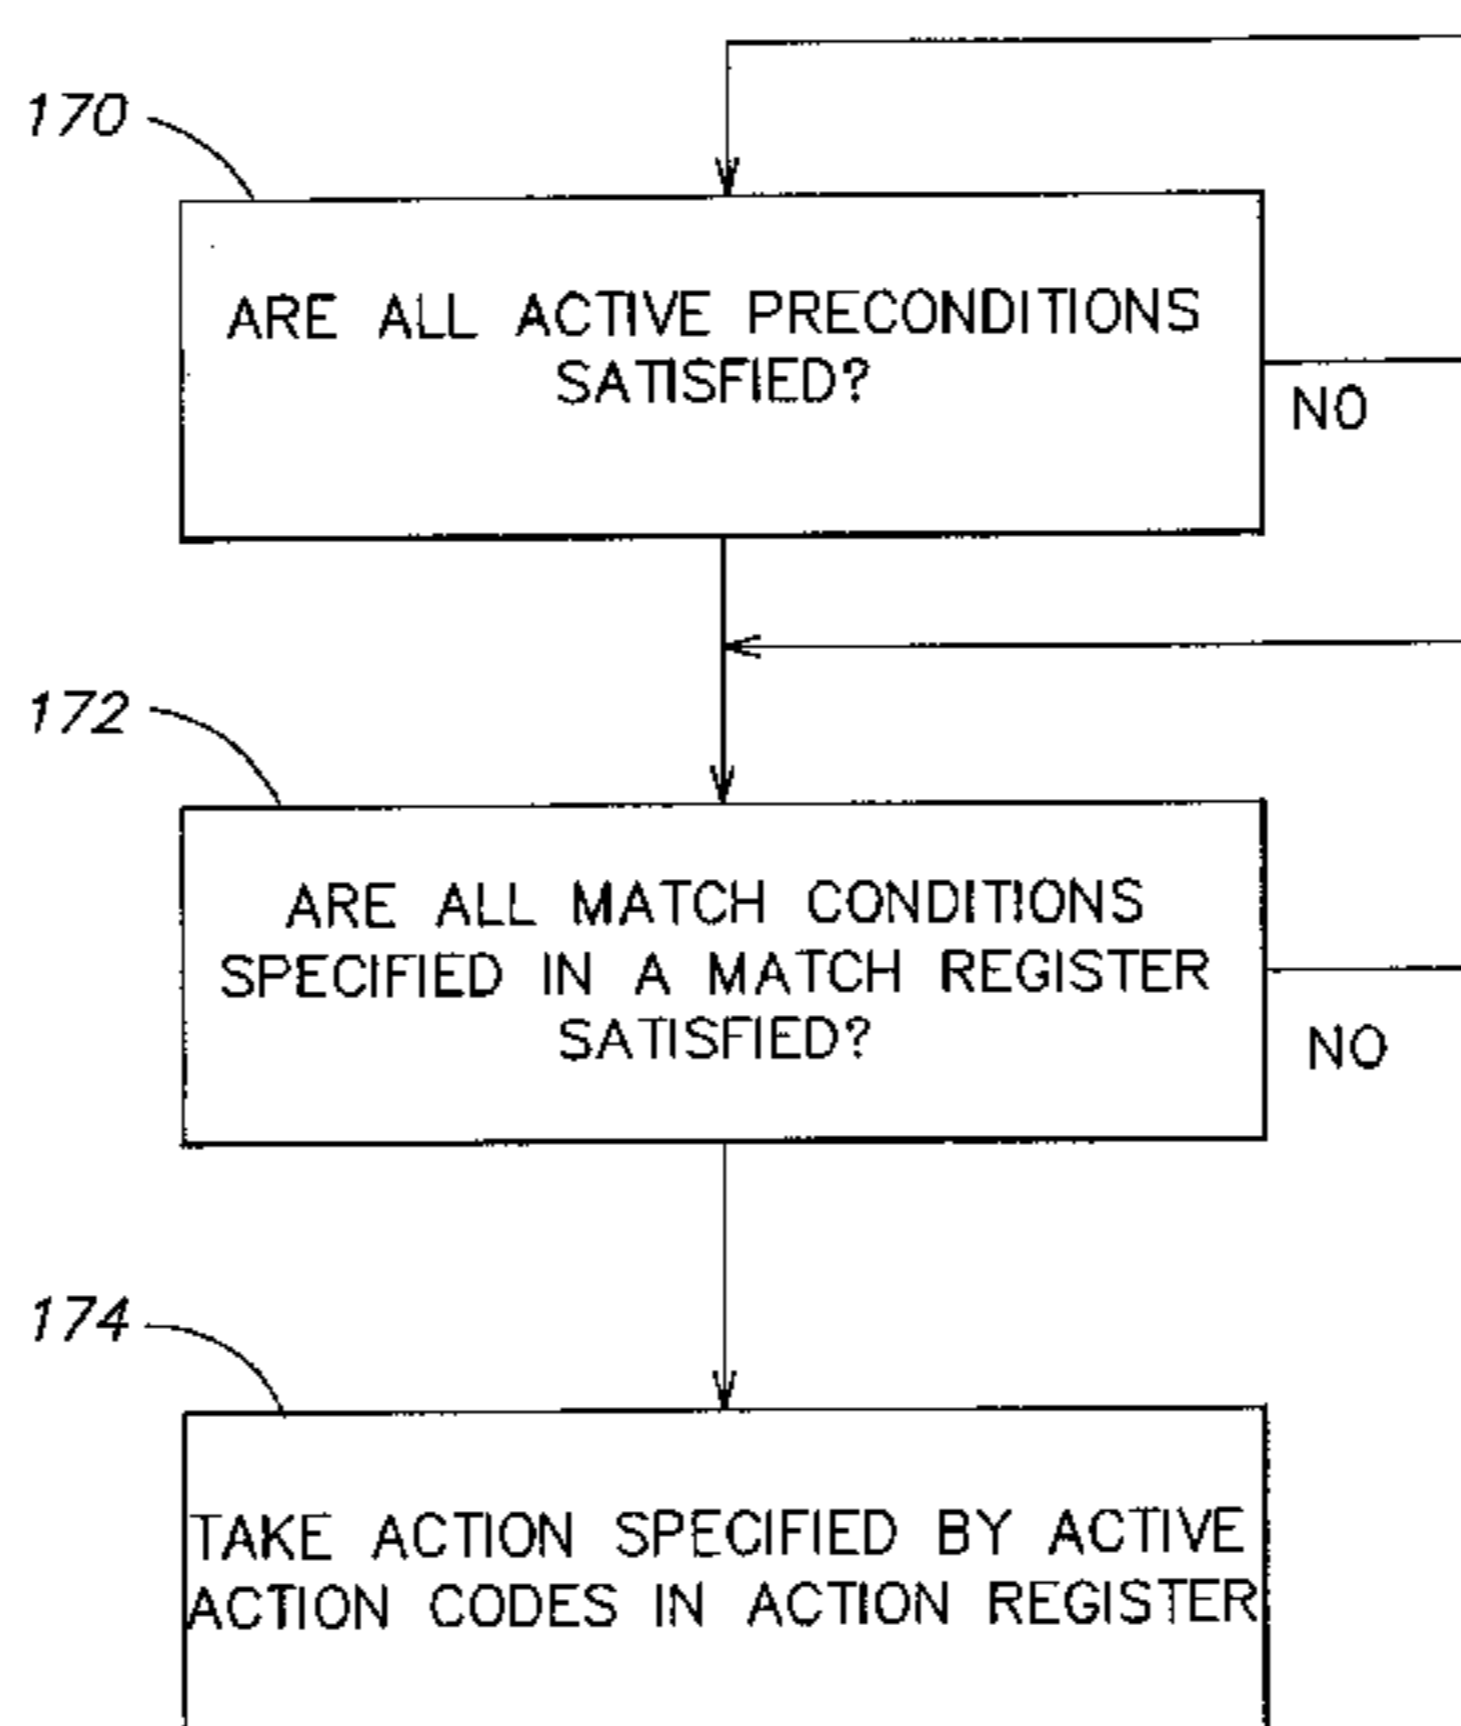 170
ARE ALL ACTIVE PRECONDITIONS
SATISFIED?
NO
172
ARE ALL MATCH CONDITIONS
SPECIFIED IN A MATCH REGISTER
SATISFIED?
NO
174
TAKE ACTION SPECIFIED BY ACTIVE
ACTION CODES IN ACTION REGISTER